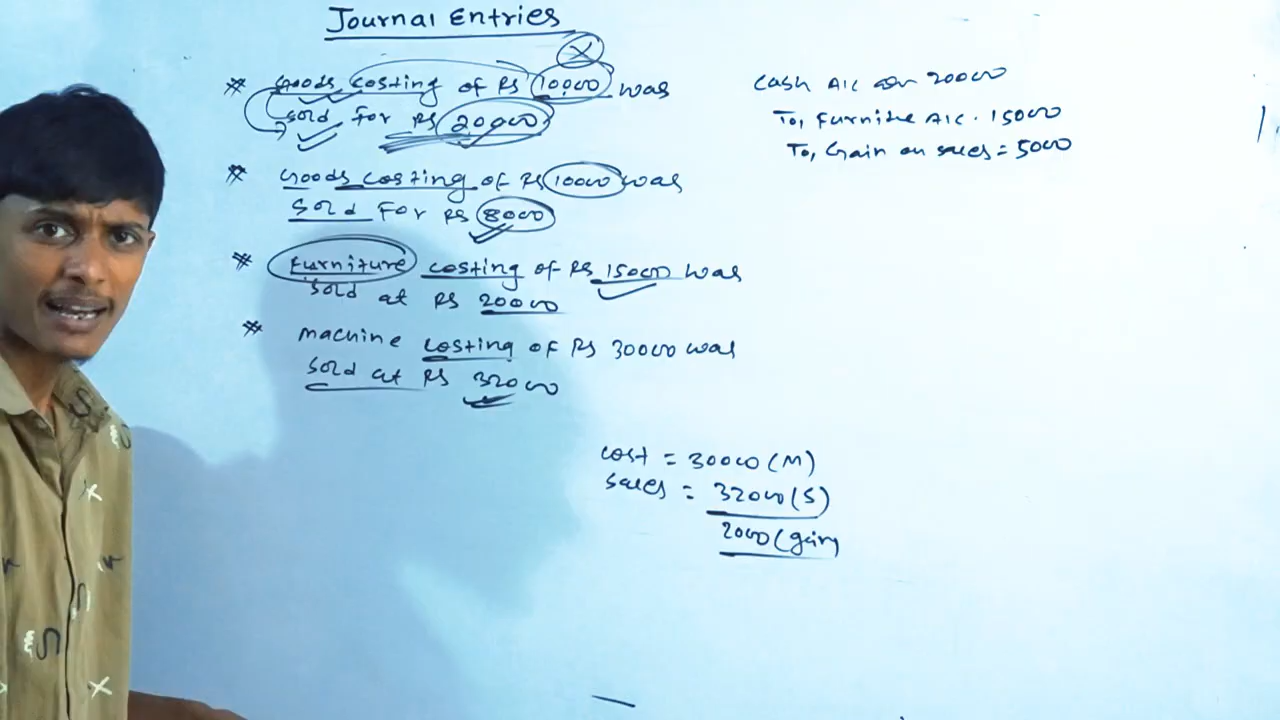 Journal Entries
* Goods costing of Rs 10000 was
sold for Rs 20000
* Goods costing of Rs 10000 was
sold for Rs 8000
* Furniture costing of Rs 15000 was
sold at Rs 20000
* Machine costing of Rs 30000 was
sold at Rs 32000
Cash A/c Dr 20000
To, Furniture A/c. 15000
To, Gain on sales = 5000
cost = 30000 (M)
sales = 32000 (S)
2000 (gain